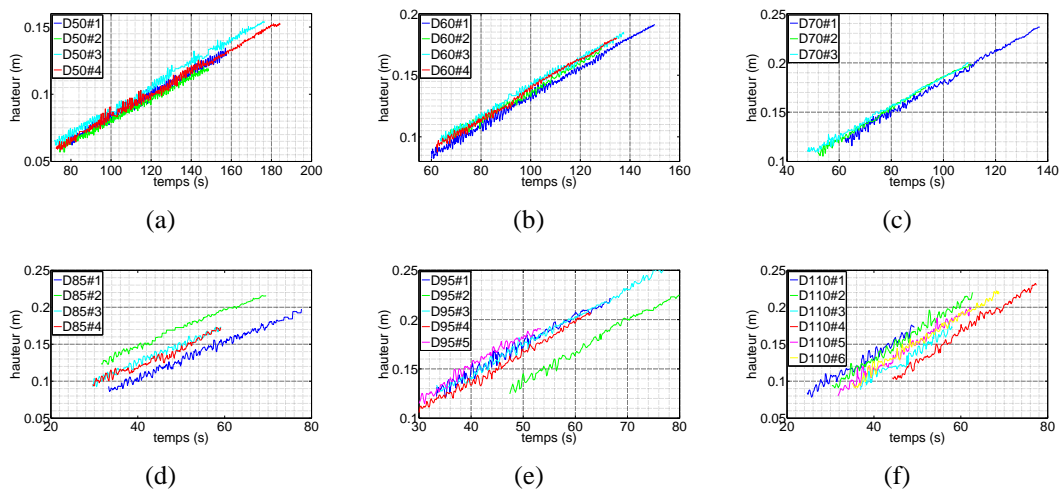 0.15
0.1
0.05
hauteur (m)
D50#1
D50#2
D50#3
D50#4
80 100 120 140 160 180 200
temps (s)
(a)
0.2
0.15
0.1
hauteur (m)
D60#1
D60#2
D60#3
D60#4
60 80 100 120 140 160
temps (s)
(b)
0.25
0.2
0.15
0.1
hauteur (m)
D70#1
D70#2
D70#3
40 60 80 100 120 140
temps (s)
(c)
0.25
0.2
0.15
0.1
0.05
hauteur (m)
D85#1
D85#2
D85#3
D85#4
20 40 60 80
temps (s)
(d)
0.25
0.2
0.15
0.1
hauteur (m)
D95#1
D95#2
D95#3
D95#4
D95#5
30 40 50 60 70 80
temps (s)
(e)
0.25
0.2
0.15
0.1
0.05
hauteur (m)
D110#1
D110#2
D110#3
D110#4
D110#5
D110#6
20 40 60 80
temps (s)
(f)